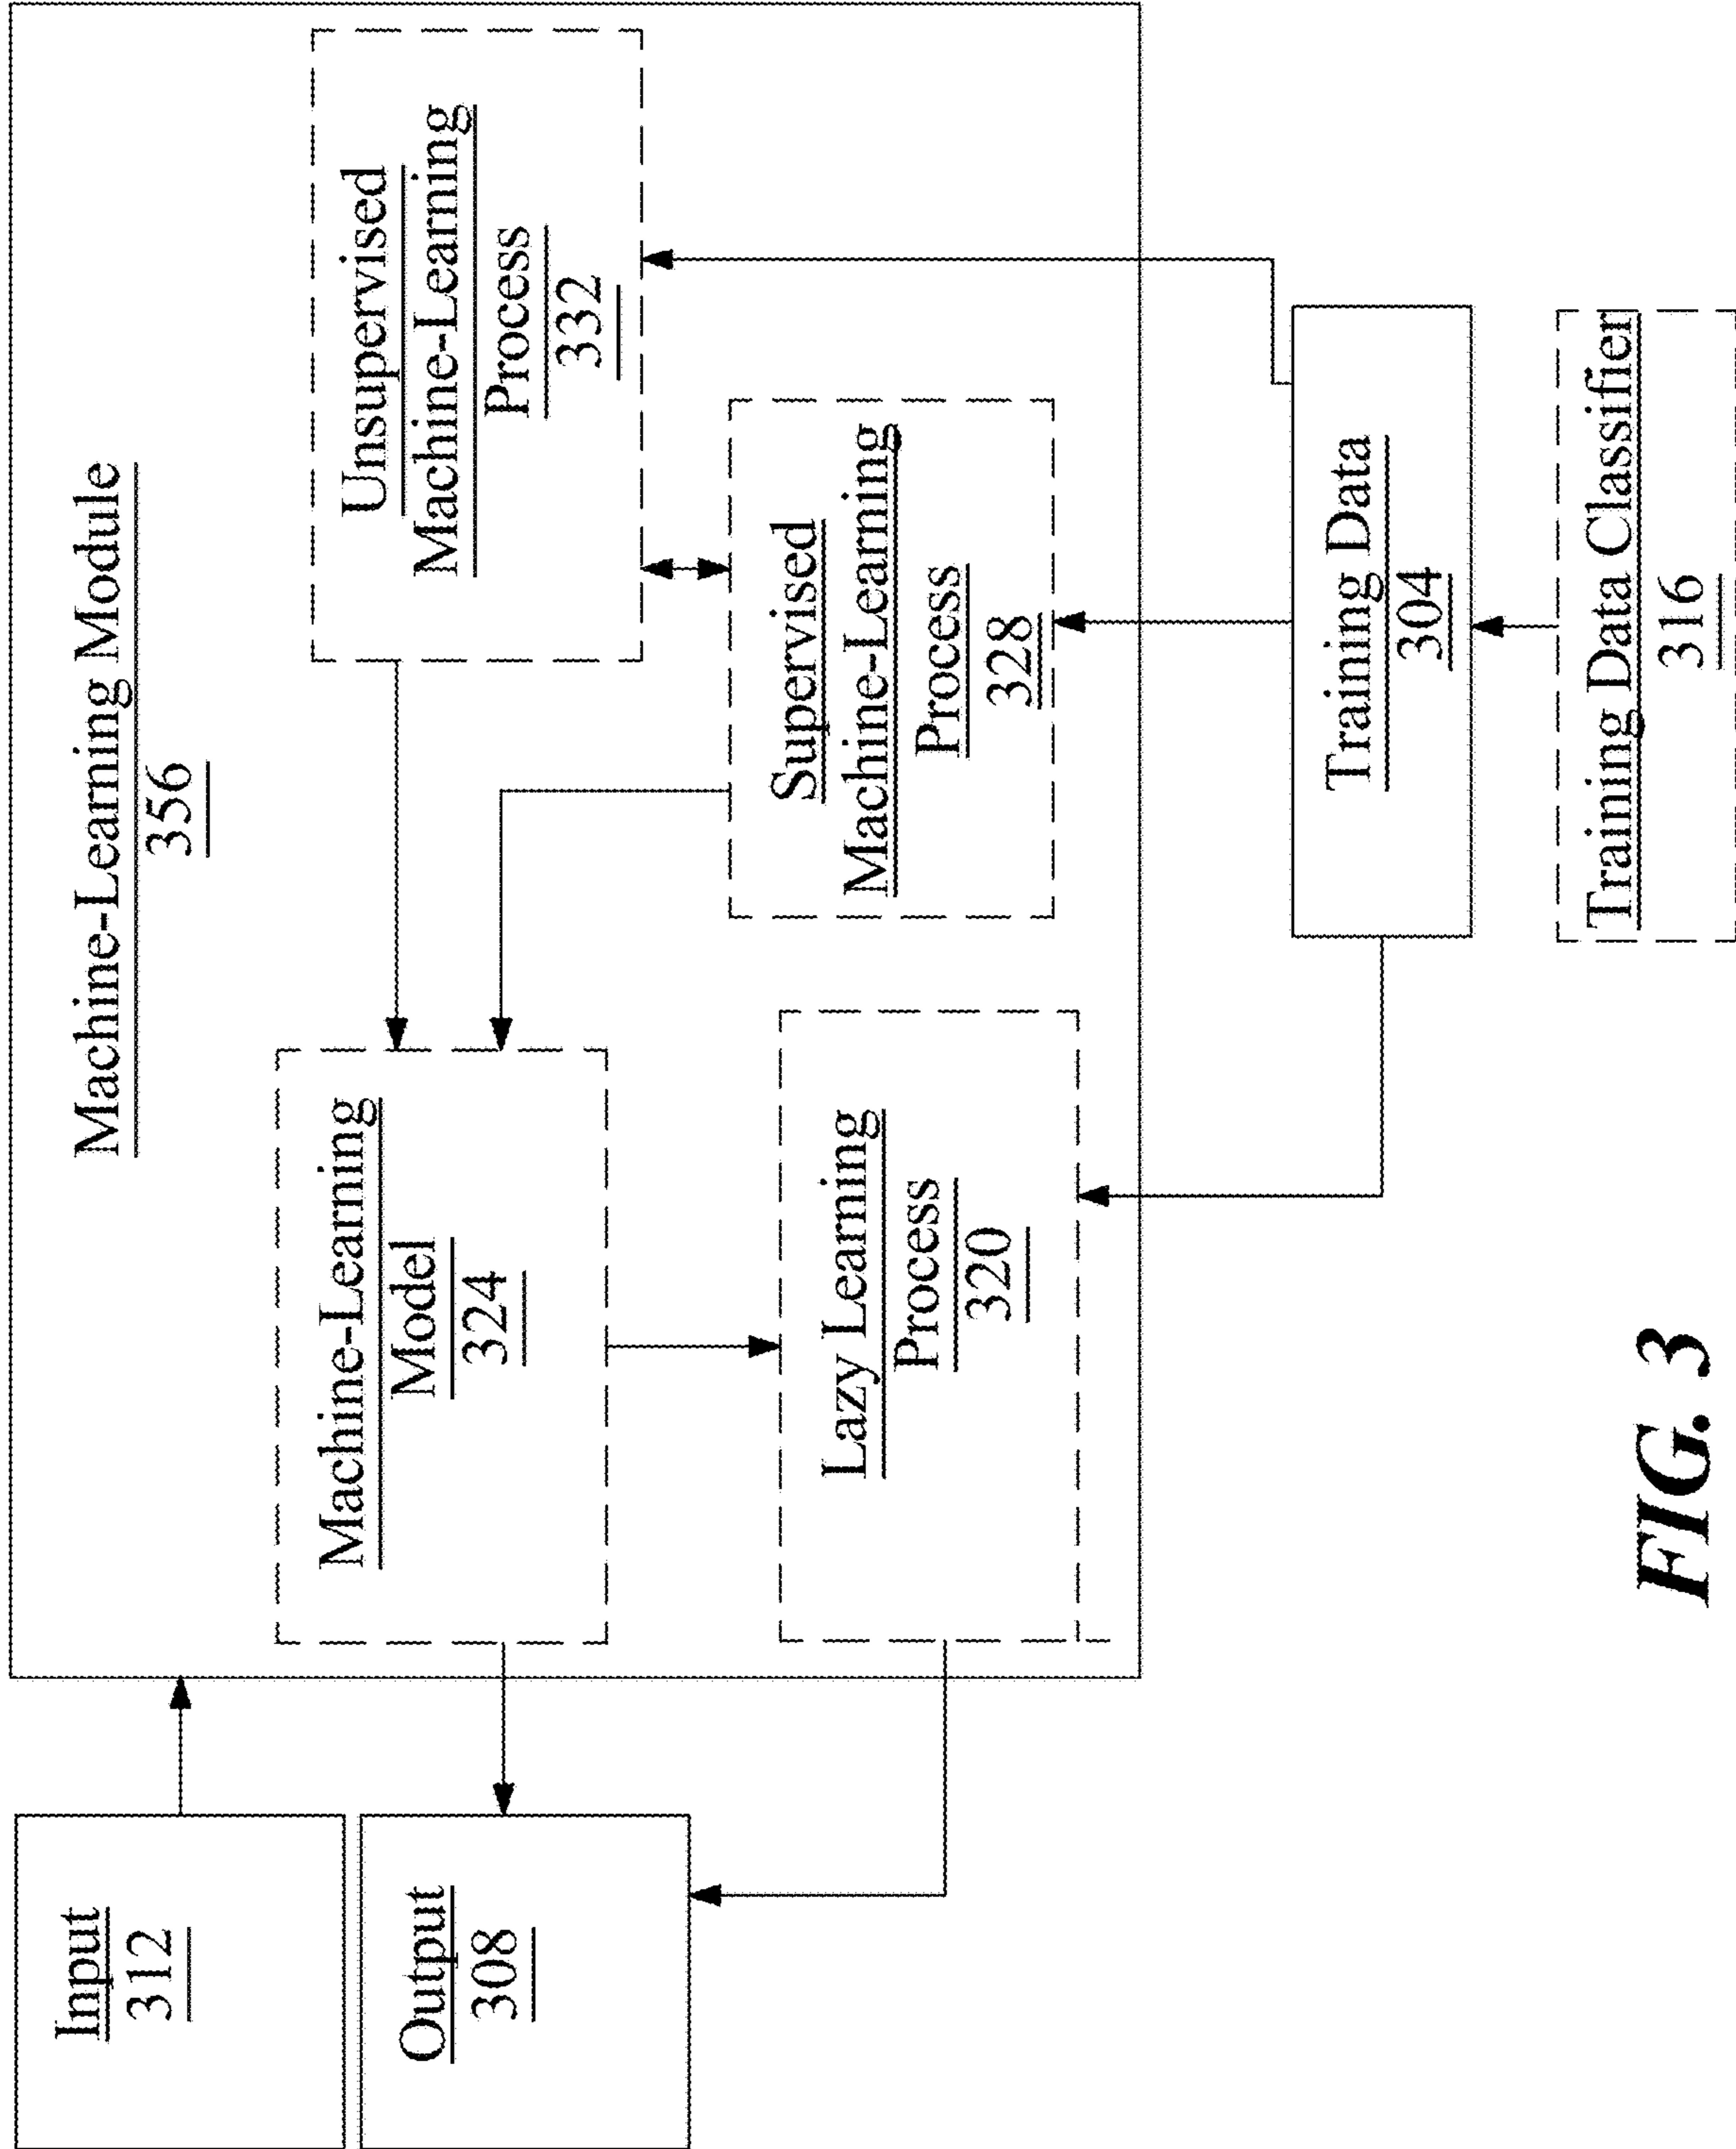 Machine-Learning Module
356
Input
312
Output
308
Machine-Learning
Model
324
Unsupervised
Machine-Learning
Process
332
Lazy Learning
Process
320
Supervised
Machine-Learning
Process
328
Training Data
304
Training Data Classifier
316
FIG. 3